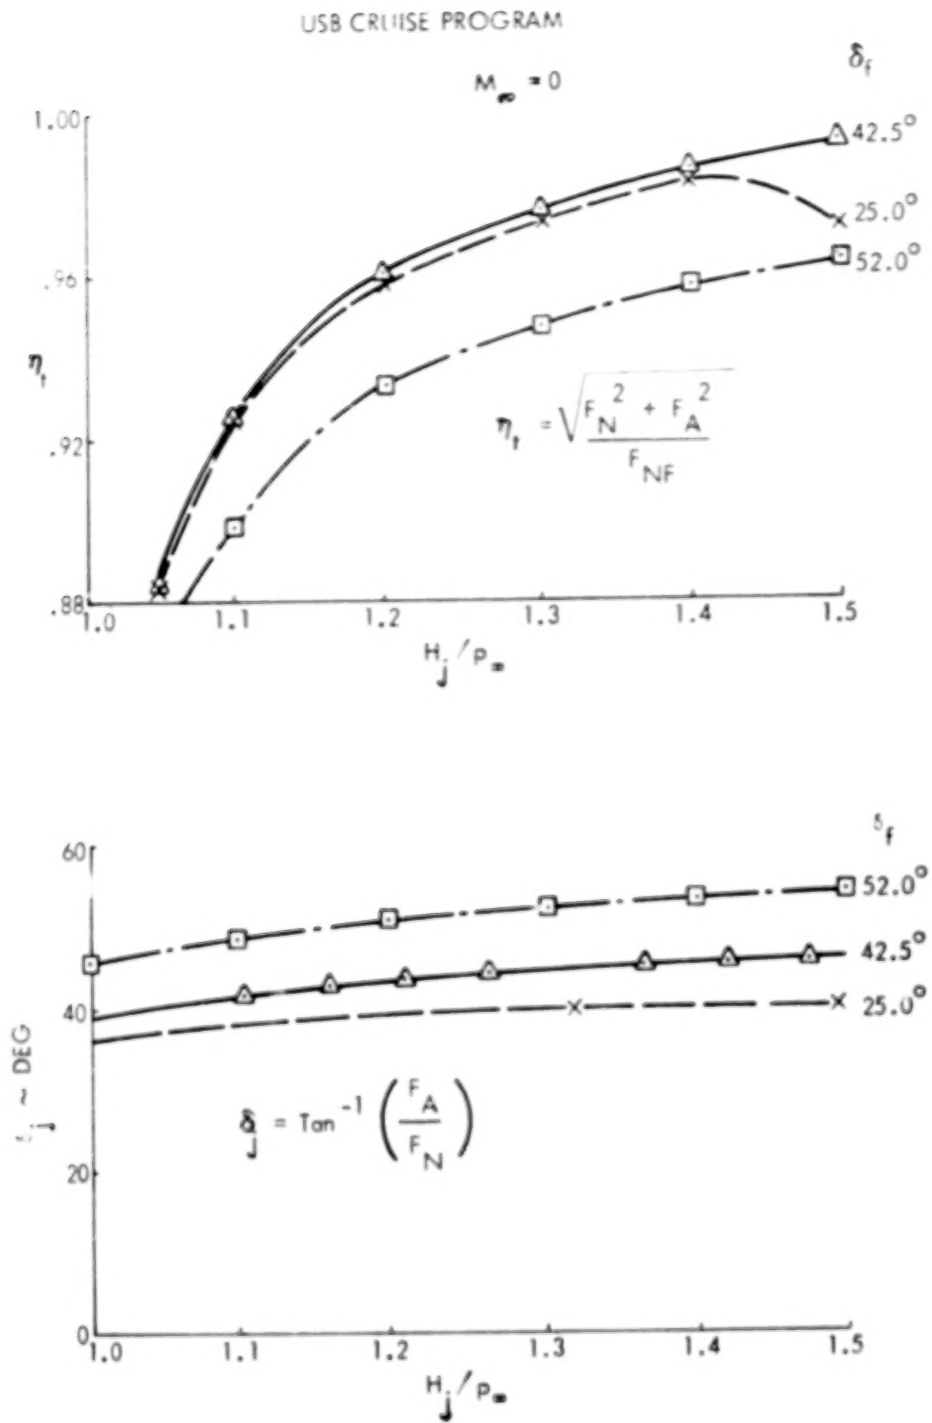 USB CRUISE PROGRAM
M∞ = 0
δf
1.00
.96
.92
.88
ηt
42.5°
25.0°
52.0°
ηt = √(FN² + FA²) / FNF
1.0 1.1 1.2 1.3 1.4 1.5
Hj/P∞
δf
60
40
20
0
δj ~ DEG
52.0°
42.5°
25.0°
δj = Tan⁻¹ (FA / FN)
1.0 1.1 1.2 1.3 1.4 1.5
Hj/P∞